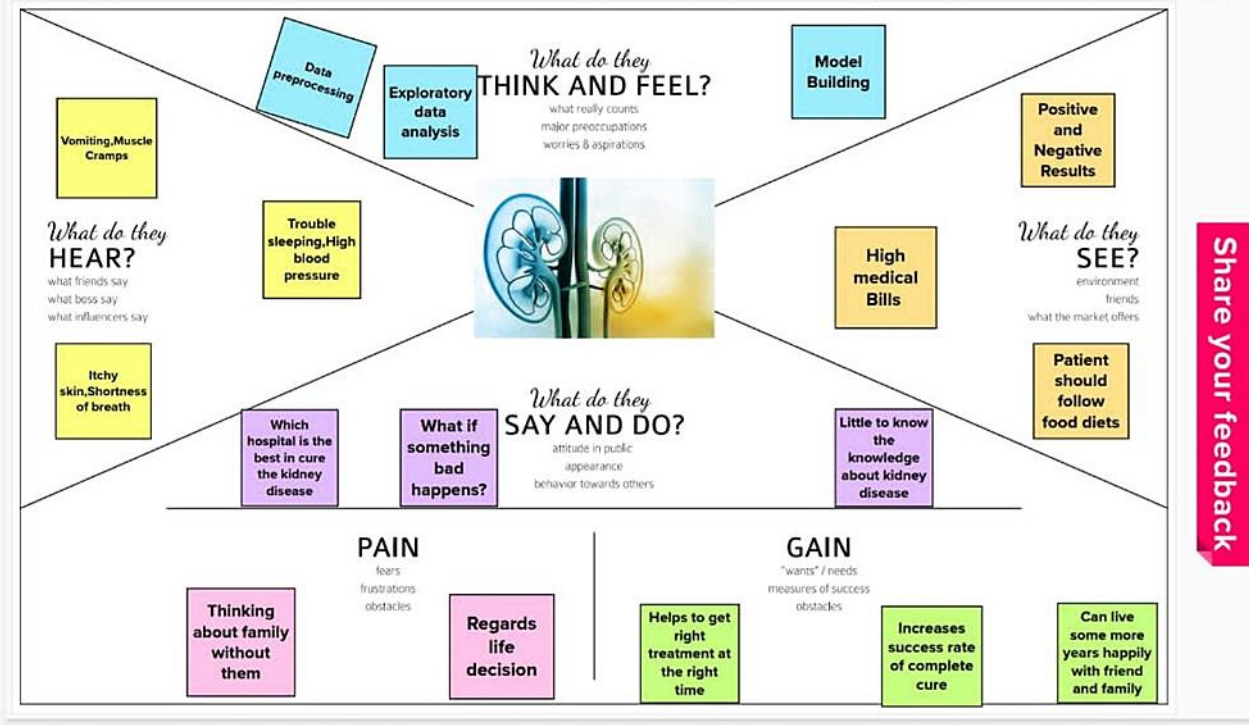 Data
preprocessing
Exploratory
data
analysis
What do they
THINK AND FEEL?
what really counts
major preoccupations
worries & aspirations
Model
Building
Vomiting,Muscle
Cramps
Trouble
sleeping,High
blood
pressure
What do they
HEAR?
what friends say
what boss say
what influencers say
Itchy
skin,Shortness
of breath
Positive
and
Negative
Results
High
medical
Bills
What do they
SEE?
environment
friends
what the market offers
Patient
should
follow
food diets
Which
hospital is the
best in cure
the kidney
disease
What if
something
bad
happens?
What do they
SAY AND DO?
attitude in public
appearance
behavior towards others
Little to know
the
knowledge
about kidney
disease
PAIN
fears
frustrations
obstacles
Thinking
about family
without
them
Regards
life
decision
GAIN
"wants" / needs
measures of success
obstacles
Helps to get
right
treatment at
the right
time
Increases
success rate
of complete
cure
Can live
some more
years happily
with friend
and family
Share your feedback